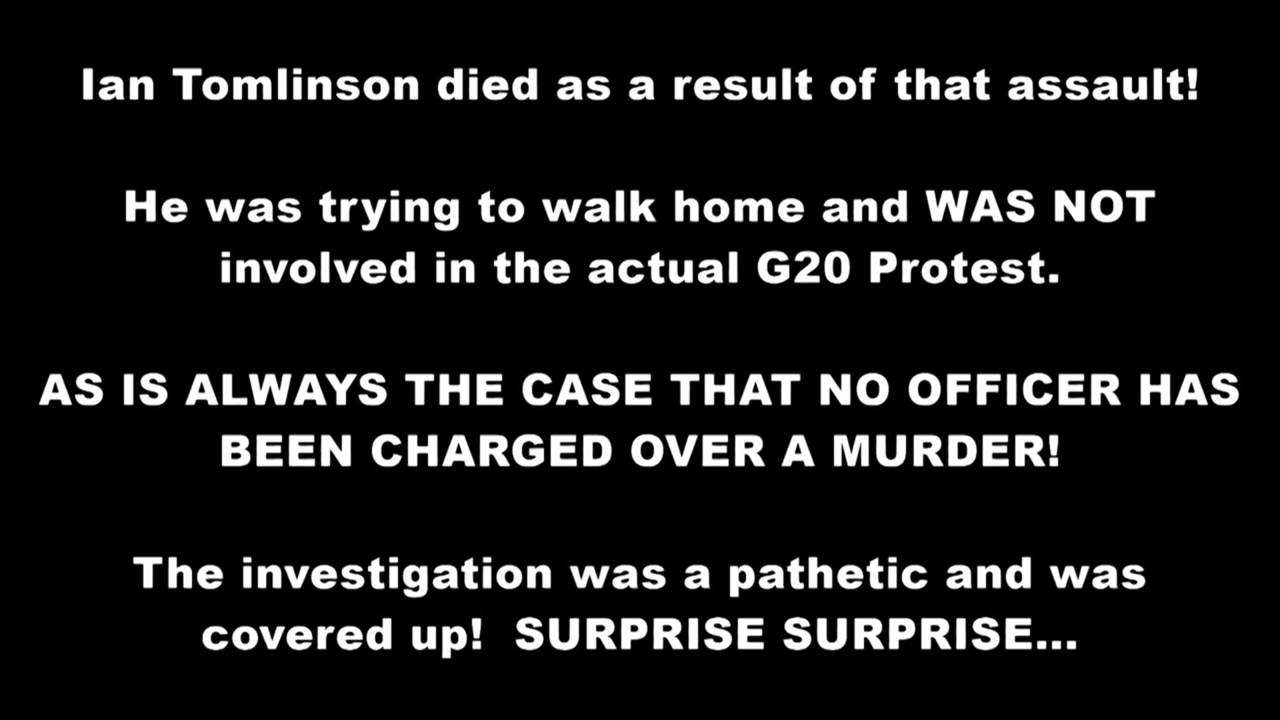 Ian Tomlinson died as a result of that assault!
He was trying to walk home and WAS NOT
involved in the actual G20 Protest.
AS IS ALWAYS THE CASE THAT NO OFFICER HAS
BEEN CHARGED OVER A MURDER!
The investigation was a pathetic and was
covered up!  SURPRISE SURPRISE...